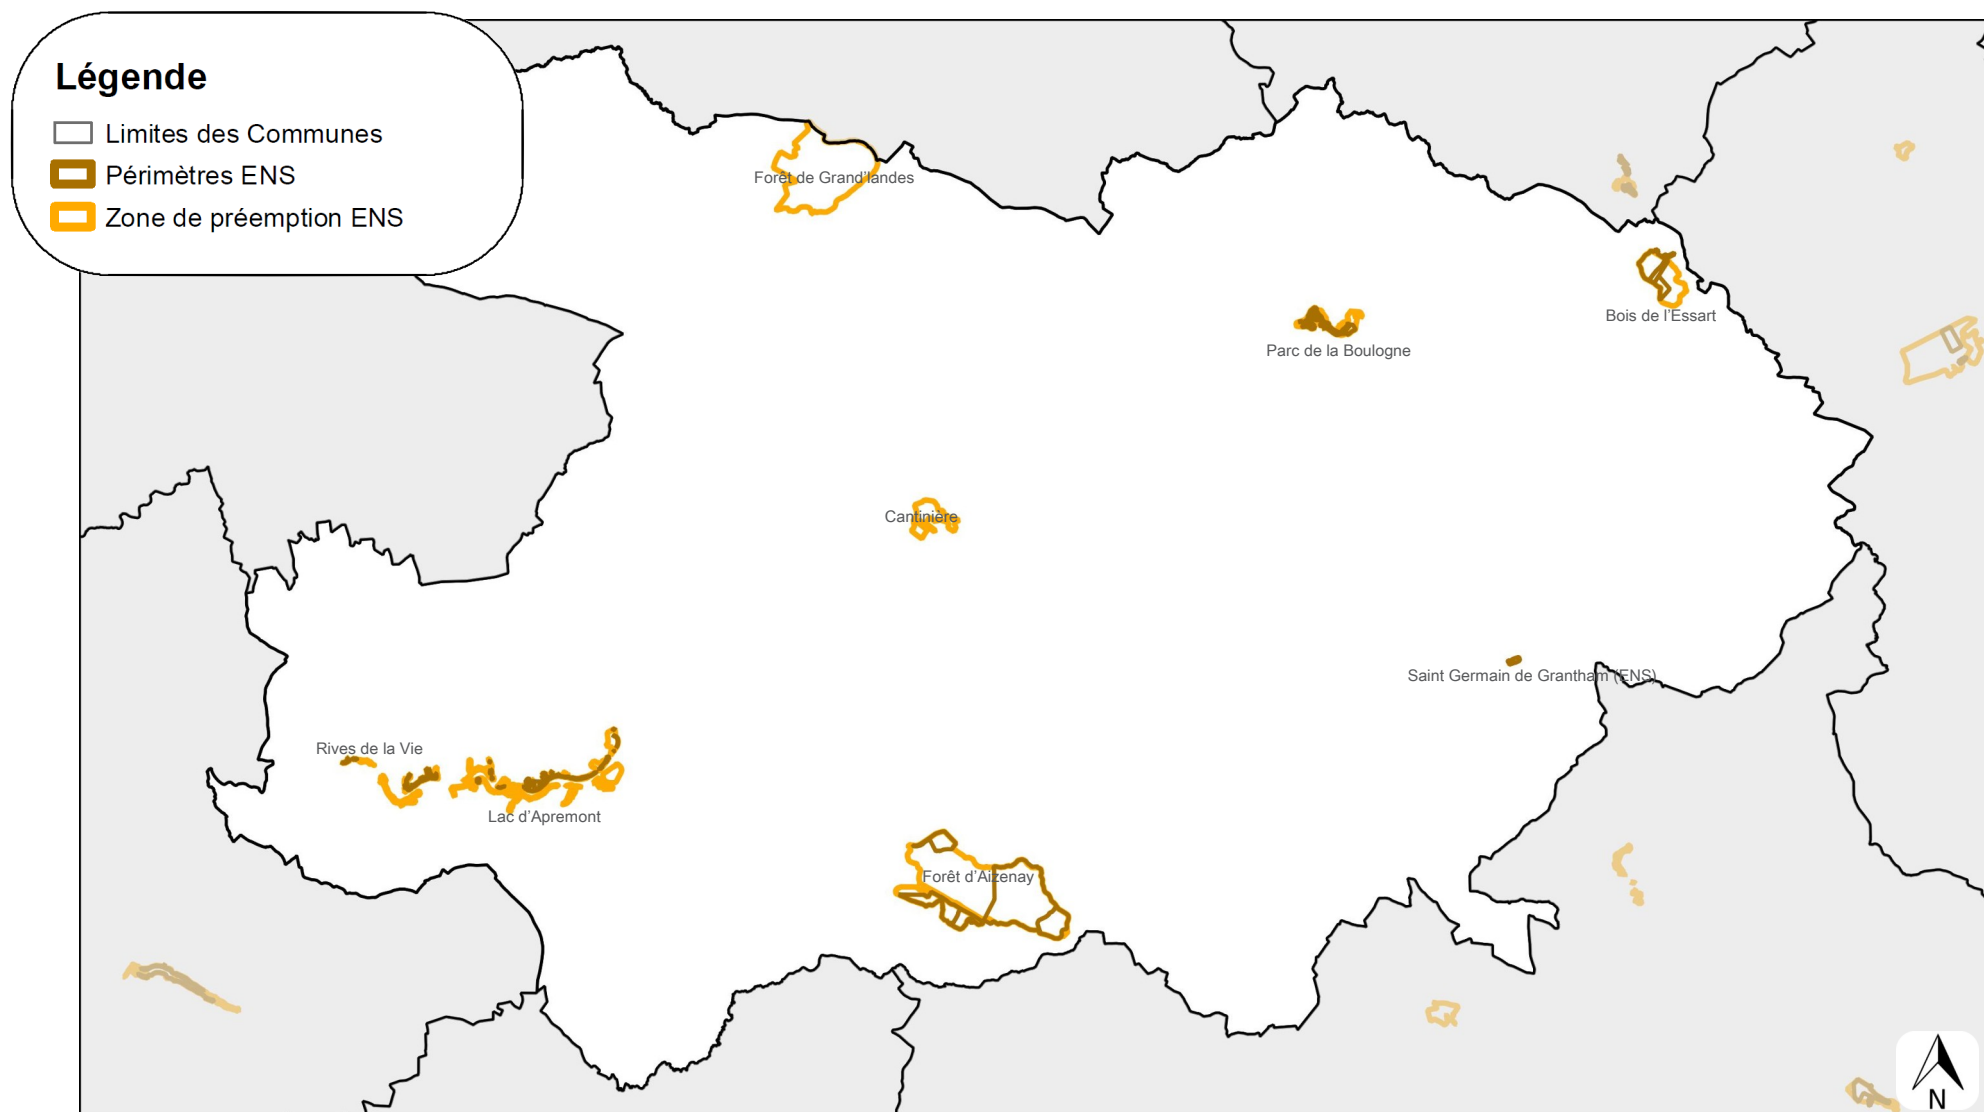 Légende
Limites des Communes
Périmètres ENS
Zone de préemption ENS
Forêt de Grand'landes
Bois de l'Essart
Parc de la Boulogne
Cantinière
Saint Germain de Grantham (ENS)
Rives de la Vie
Lac d'Apremont
Forêt d'Aizenay
N